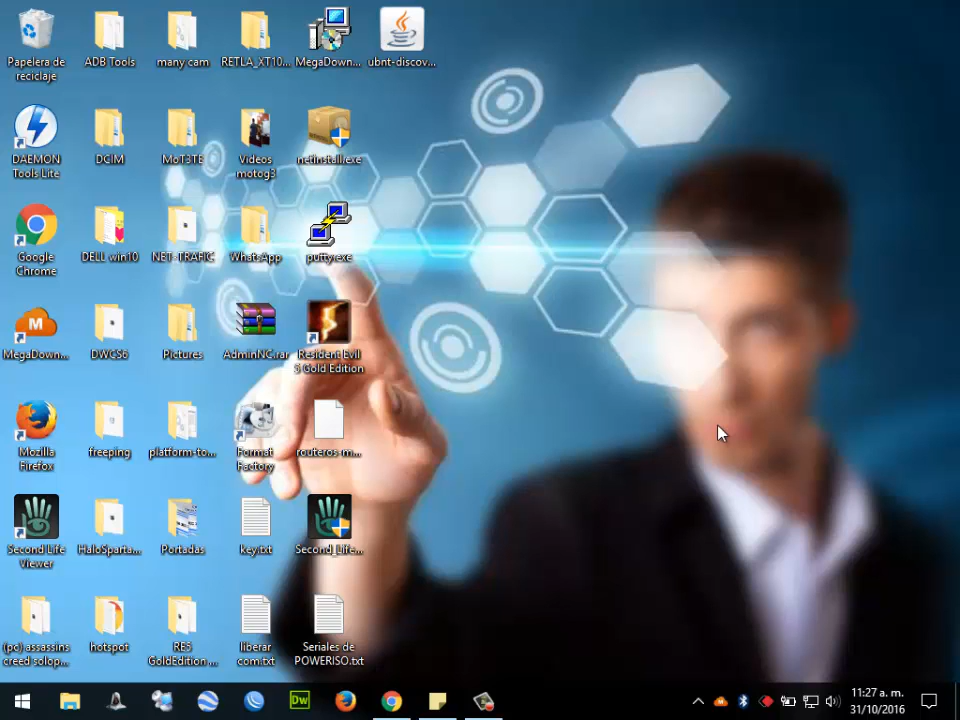 Papelera de
reciclaje
ADB Tools
many cam
RETLA_XT10...
MegaDown...
ubnt-discov...
DAEMON
Tools Lite
DCIM
MoT3TE
Videos
motog3
netinstall.exe
Google
Chrome
DELL win10
NET-TRAFIC
WhatsApp
putty.exe
M
MegaDown...
DWCS6
Pictures
AdminNC.rar
Resident Evil
5 Gold Edition
Mozilla
Firefox
freeping
platform-to...
Format
Factory
routeros-m...
Second Life
Viewer
HaloSparta...
Portadas
key.txt
Second_Life...
(pc) assassins
creed solop...
hotspot
RE5
GoldEdition...
liberar
com.txt
Seriales de
POWERISO.txt
Dw
11:27 a. m.
31/10/2016